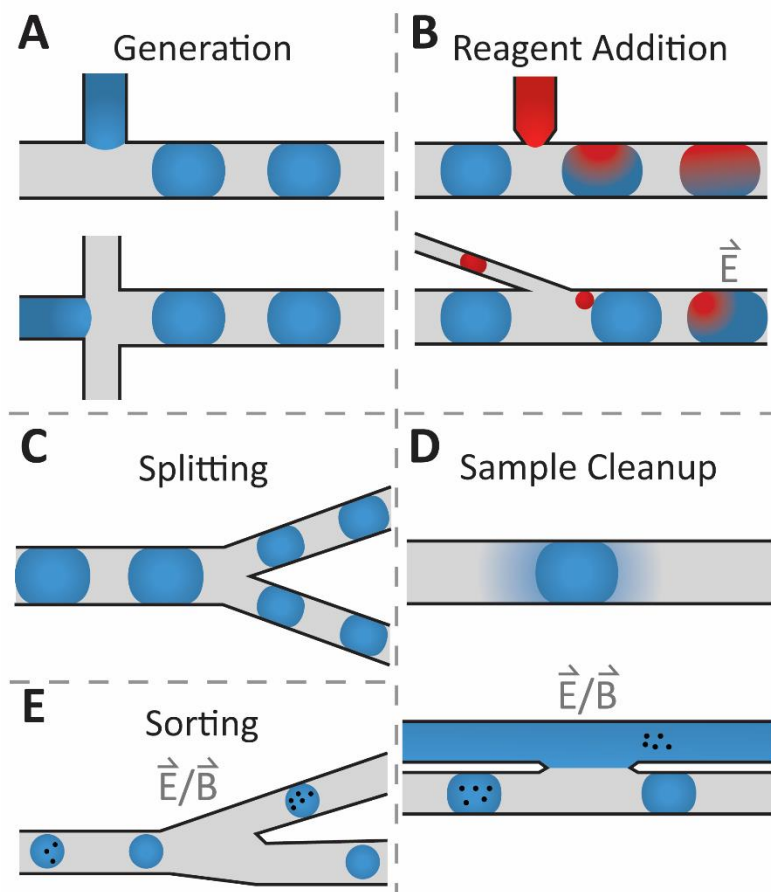 A
Generation
B
Reagent Addition
E⃗
C
Splitting
D
Sample Cleanup
E⃗/B⃗
E
Sorting
E⃗/B⃗